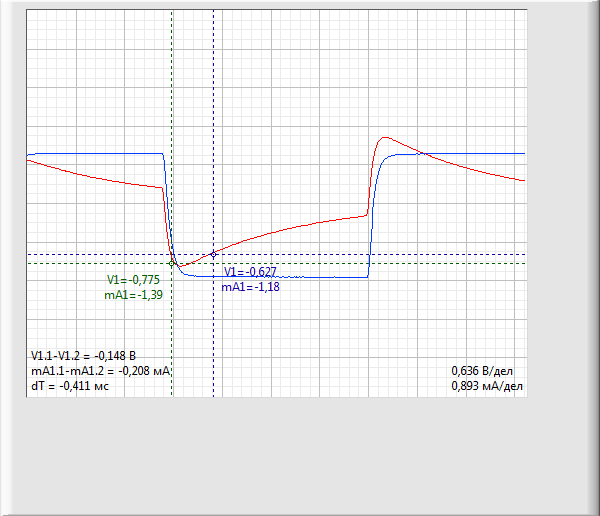 V1=-0,775
mA1=-1,39
V1=-0,627
mA1=-1,18
V1.1-V1.2 = -0,148 В
mA1.1-mA1.2 = -0,208 мА
dT = -0,411 мс
0,636 В/дел
0,893 мА/дел